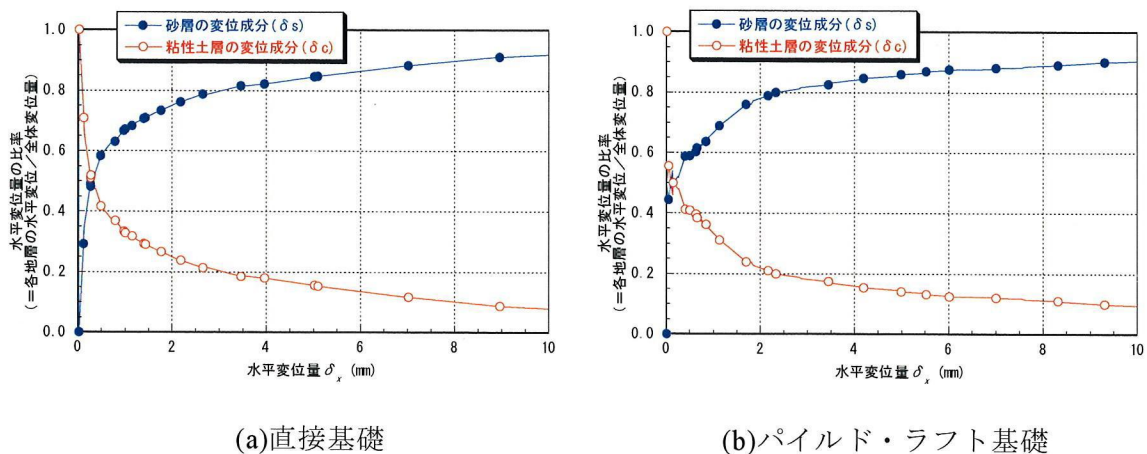 砂層の変位成分(δs)
粘性土層の変位成分(δc)
水平変位量の比率
(＝各地層の水平変位／全体変位量)
1.0
0.8
0.6
0.4
0.2
0.0
0
2
4
6
8
10
水平変位量 δx (mm)
(a)直接基礎
砂層の変位成分(δs)
粘性土層の変位成分(δc)
水平変位量の比率
(＝各地層の水平変位／全体変位量)
1.0
0.8
0.6
0.4
0.2
0.0
0
2
4
6
8
10
水平変位量 δx (mm)
(b)パイルド・ラフト基礎